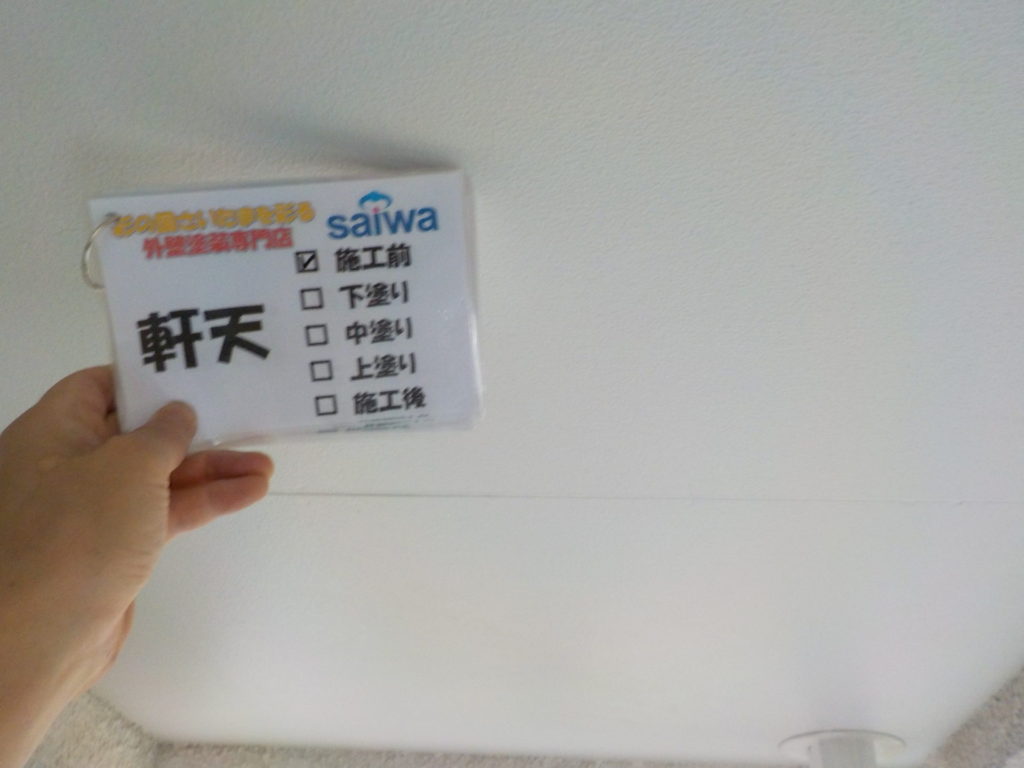 saiwa
外壁塗装専門店
軒天
☑ 施工前
☐ 下塗り
☐ 中塗り
☐ 上塗り
☐ 施工後